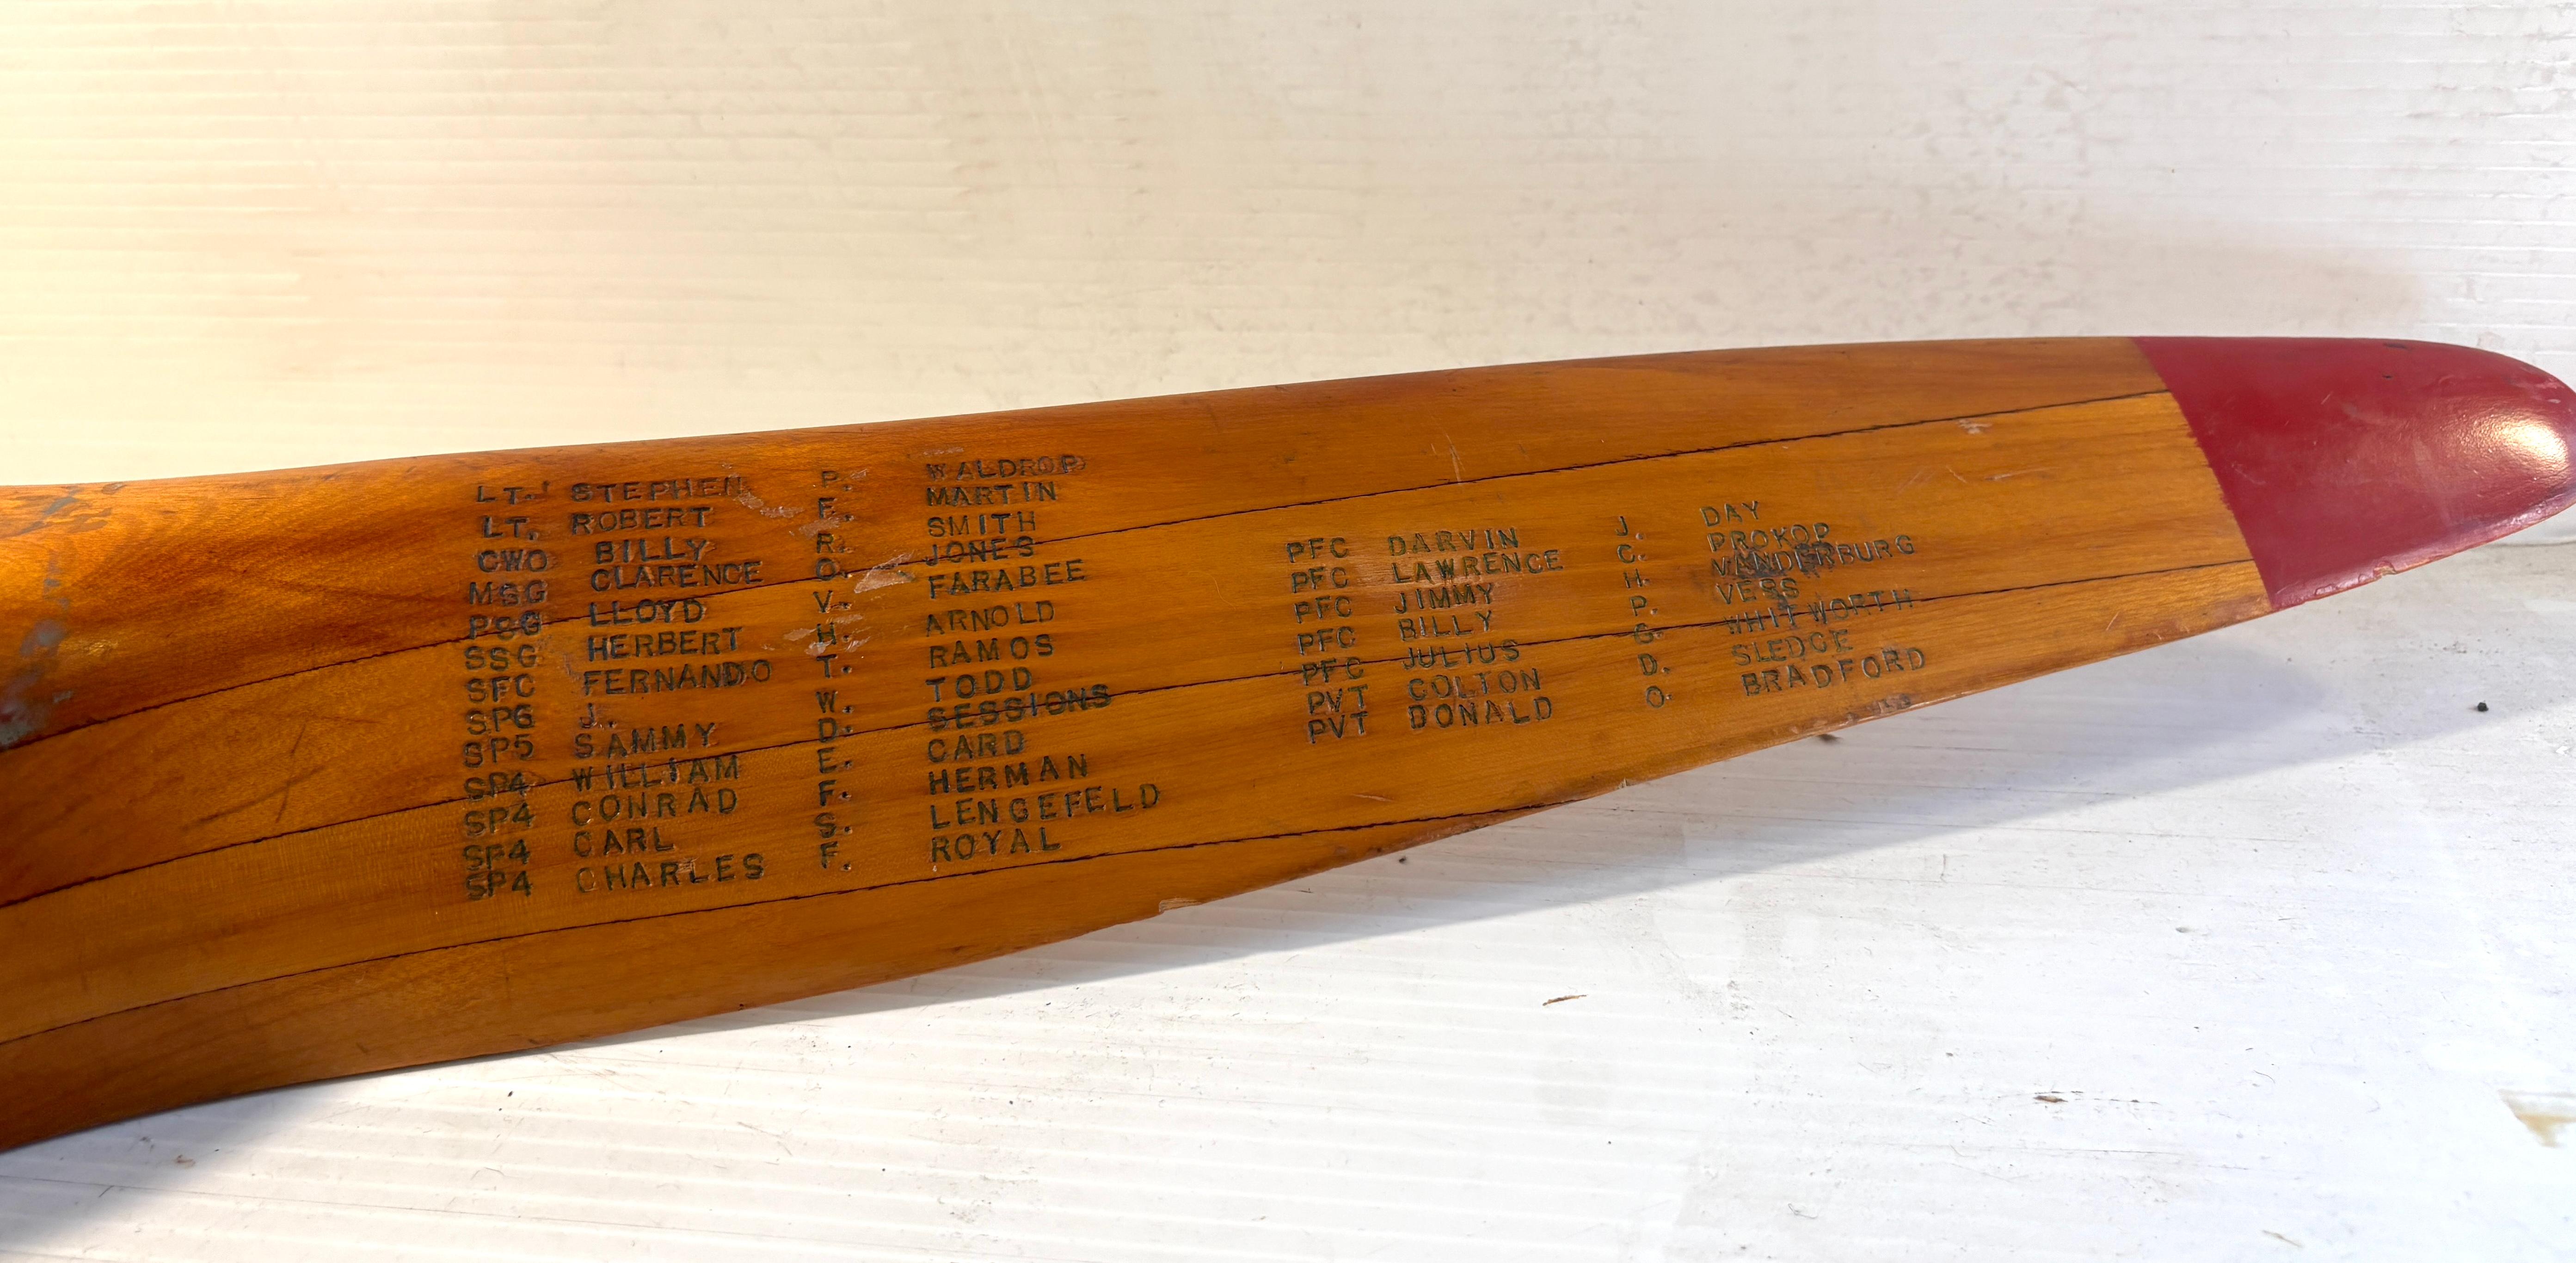 LT. STEPHEN P. WALDROP
LT. ROBERT E. MARTIN
CWO BILLY R. SMITH
MSG CLARENCE O. JONES
PSG LLOYD V. FARABEE
SSG HERBERT H. ARNOLD
SFC FERNANDO T. RAMOS
SP6 J. W. TODD
SP5 SAMMY D. SESSIONS
SP4 WILLIAM E. CARD
SP4 CONRAD F. HERMAN
SP4 CARL S. LENGEFELD
SP4 CHARLES F. ROYAL
PFC DARVIN J. DAY
PFC LAWRENCE C. PROKOP
PFC JIMMY H. VANDERBURG
PFC BILLY P. VESS
PFC JULIUS G. WHITWORTH
PVT COLTON D. SLEDGE
PVT DONALD O. BRADFORD